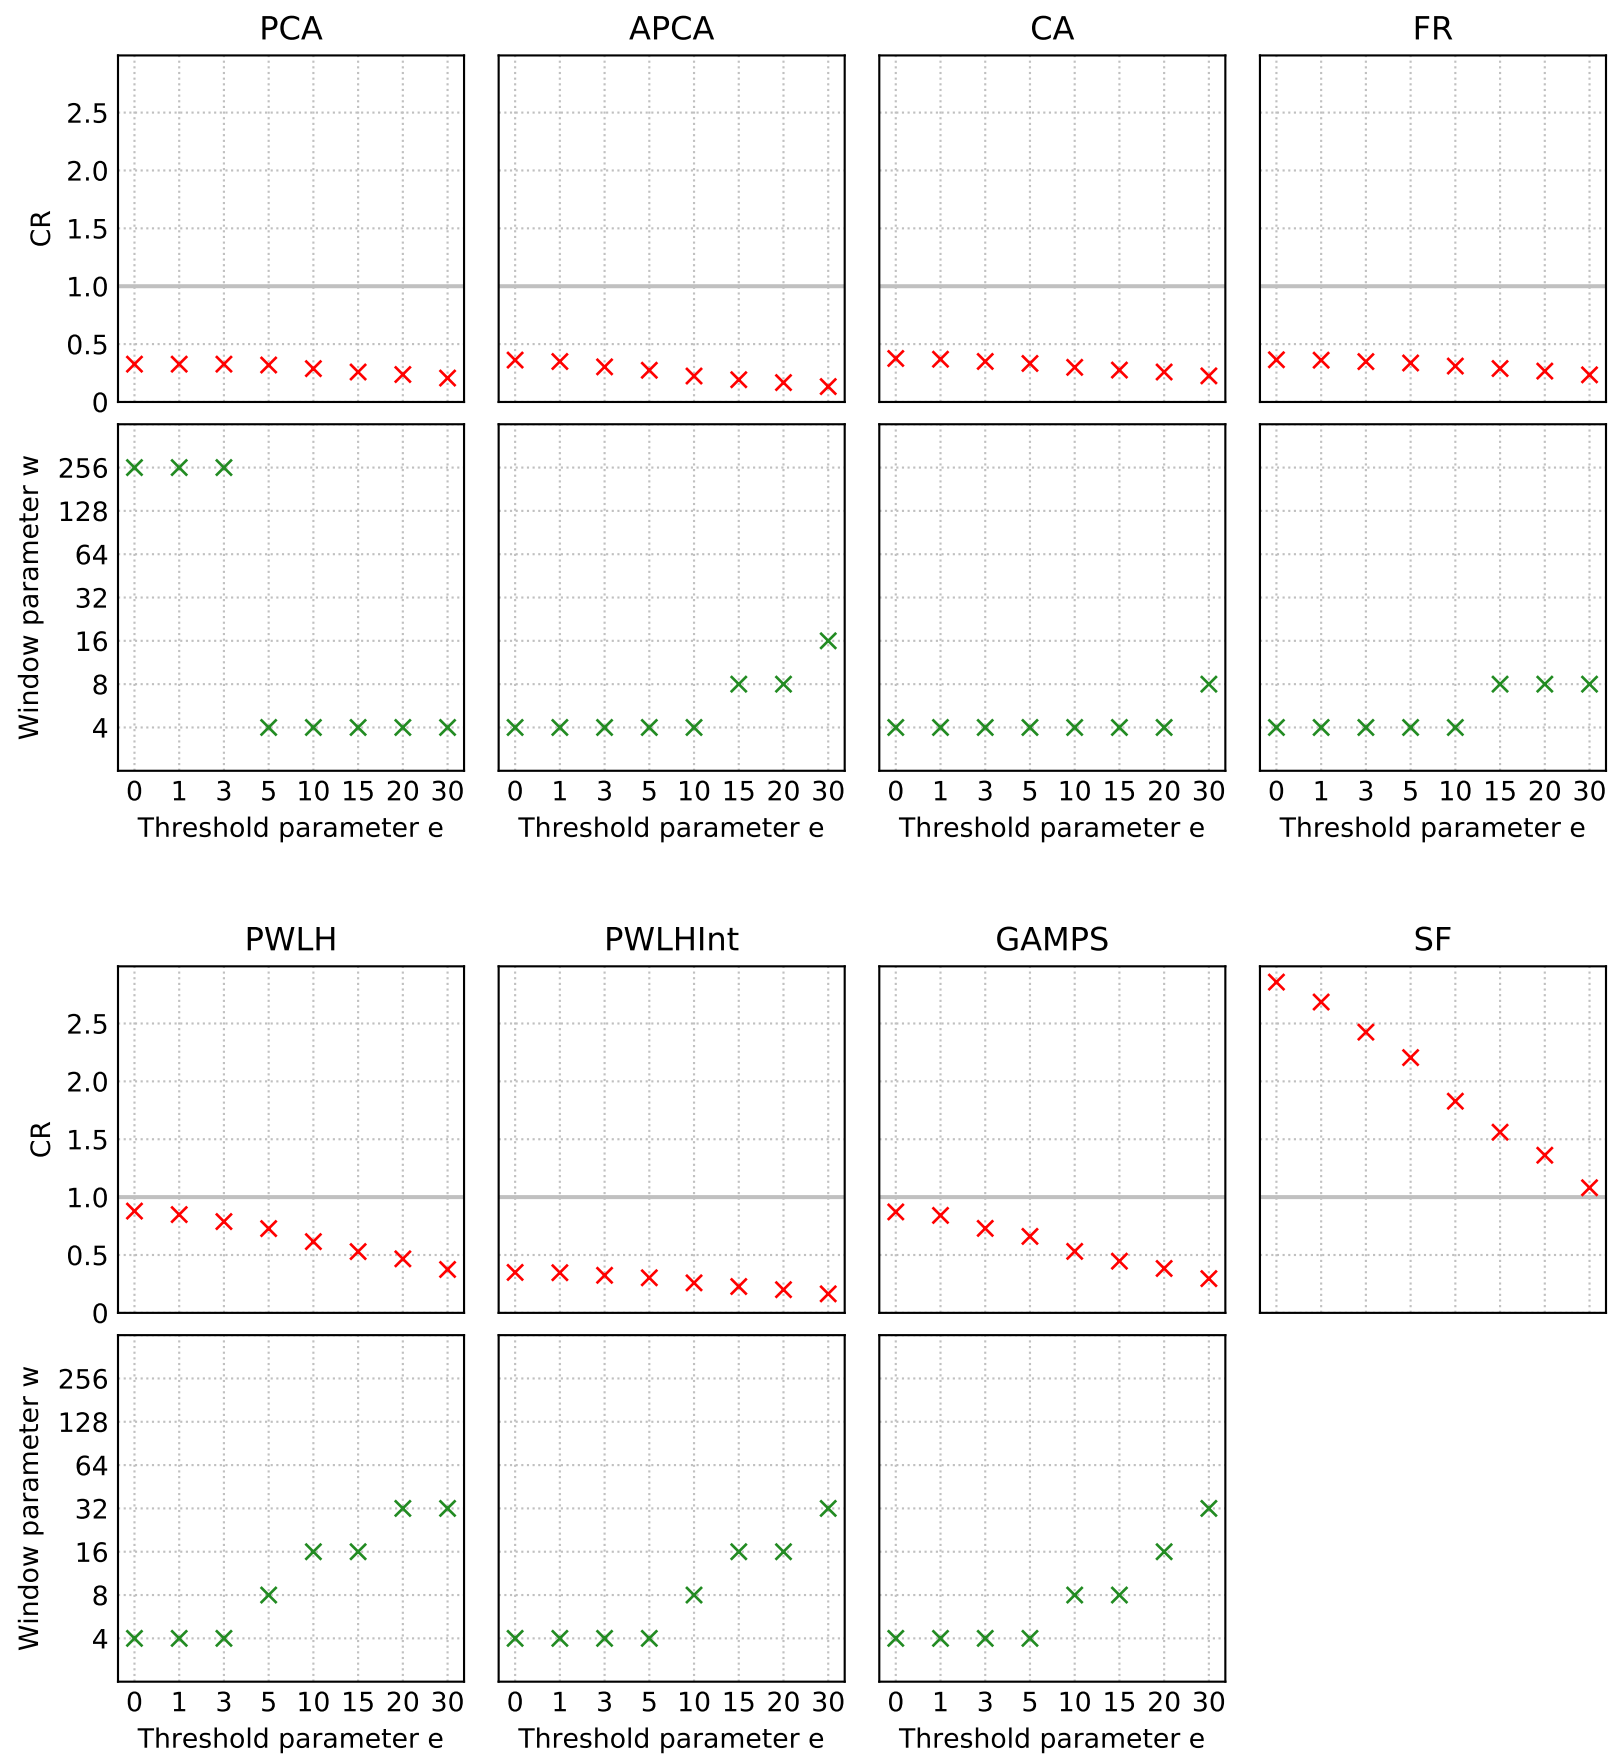 PCA APCA CA FR
CR
2.5
2.0
1.5
1.0
0.5
0
Window parameter w
256
128
64
32
16
8
4
0 1 3 5 10 15 20 30 0 1 3 5 10 15 20 30 0 1 3 5 10 15 20 30 0 1 3 5 10 15 20 30
Threshold parameter e Threshold parameter e Threshold parameter e Threshold parameter e
PWLH PWLHInt GAMPS SF
CR
2.5
2.0
1.5
1.0
0.5
0
Window parameter w
256
128
64
32
16
8
4
0 1 3 5 10 15 20 30 0 1 3 5 10 15 20 30 0 1 3 5 10 15 20 30
Threshold parameter e Threshold parameter e Threshold parameter e